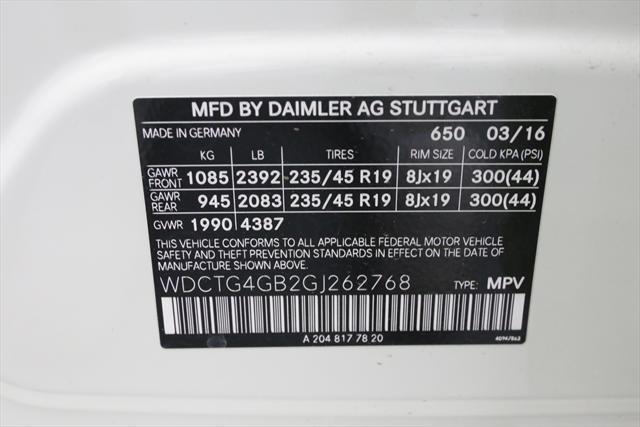 MFD BY DAIMLER AG STUTTGART
MADE IN GERMANY 650 03/16
KG LB TIRES RIM SIZE COLD KPA (PSI)
GAWR FRONT 1085 2392 235/45 R19 8Jx19 300(44)
GAWR REAR 945 2083 235/45 R19 8Jx19 300(44)
GVWR 1990 4387
THIS VEHICLE CONFORMS TO ALL APPLICABLE FEDERAL MOTOR VEHICLE
SAFETY AND THEFT PREVENTION STANDARDS IN EFFECT ON THE DATE
OF MANUFACTURE SHOWN ABOVE.
WDCTG4GB2GJ262768 TYPE: MPV
A 204 817 78 20